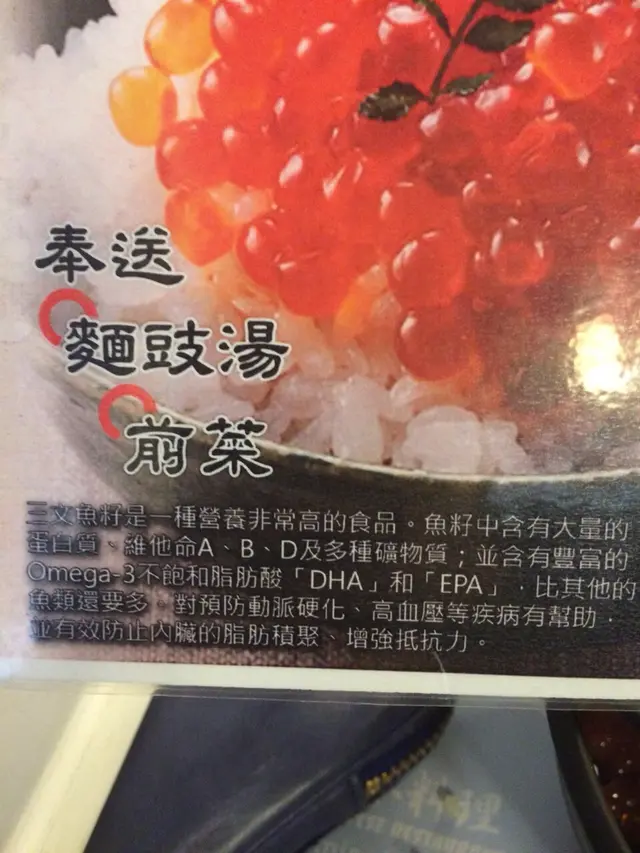 奉送
麵豉湯
前菜
三文魚籽是一種營養非常高的食品。魚籽中含有大量的
蛋白質、維他命A、B、D及多種礦物質；並含有豐富的
Omega-3不飽和脂肪酸「DHA」和「EPA」，比其他的
魚類還要多，對預防動脈硬化、高血壓等疾病有幫助，
並有效防止內臟的脂肪積聚、增強抵抗力。
料理